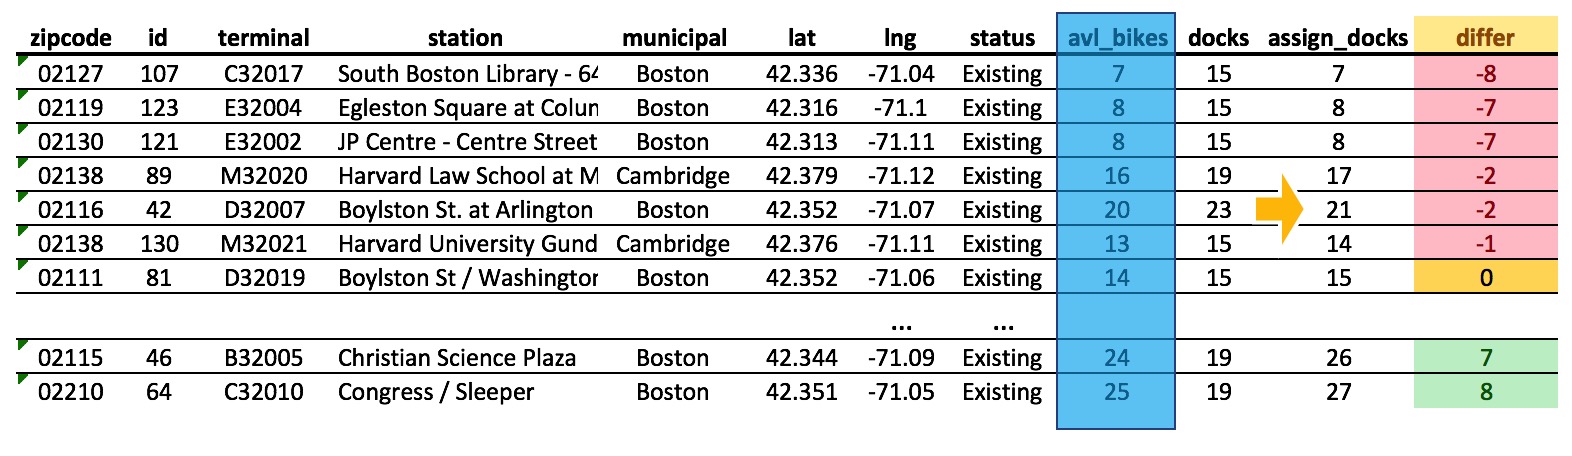 zipcode id terminal station municipal lat lng status avl_bikes docks assign_docks differ
02127 107 C32017 South Boston Library - 64 Boston 42.336 -71.04 Existing 7 15 7 -8
02119 123 E32004 Egleston Square at Colun Boston 42.316 -71.1 Existing 8 15 8 -7
02130 121 E32002 JP Centre - Centre Street Boston 42.313 -71.11 Existing 8 15 8 -7
02138 89 M32020 Harvard Law School at M Cambridge 42.379 -71.12 Existing 16 19 17 -2
02116 42 D32007 Boylston St. at Arlington Boston 42.352 -71.07 Existing 20 23 21 -2
02138 130 M32021 Harvard University Gund Cambridge 42.376 -71.11 Existing 13 15 14 -1
02111 81 D32019 Boylston St / Washington Boston 42.352 -71.06 Existing 14 15 15 0
... ...
02115 46 B32005 Christian Science Plaza Boston 42.344 -71.09 Existing 24 19 26 7
02210 64 C32010 Congress / Sleeper Boston 42.351 -71.05 Existing 25 19 27 8